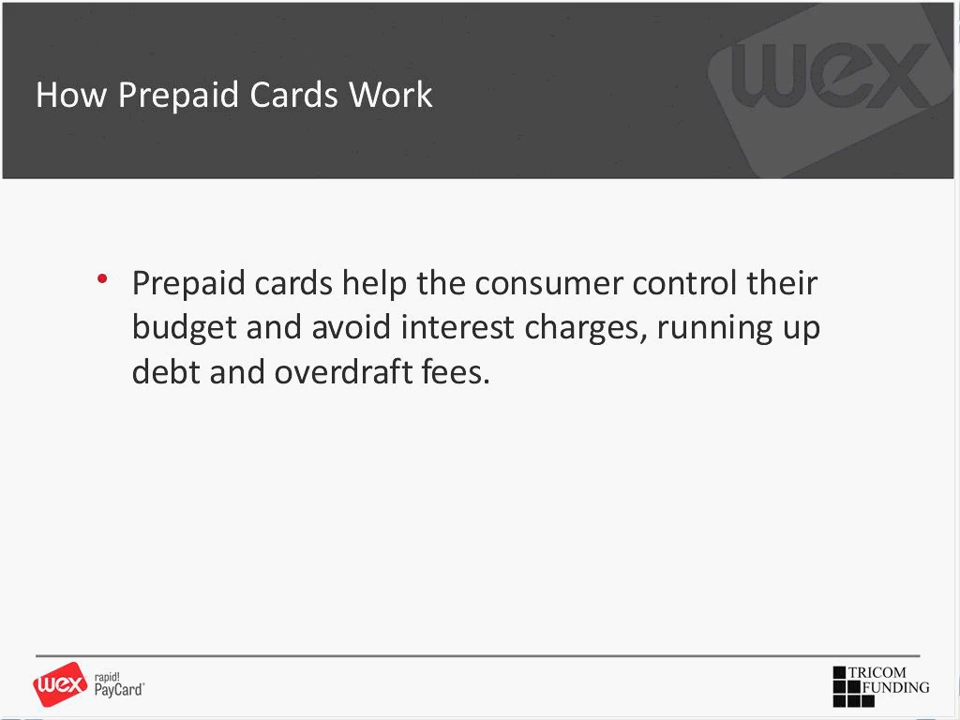 wex
How Prepaid Cards Work
• Prepaid cards help the consumer control their
budget and avoid interest charges, running up
debt and overdraft fees.
wex rapid!
PayCard®
TRICOM
FUNDING